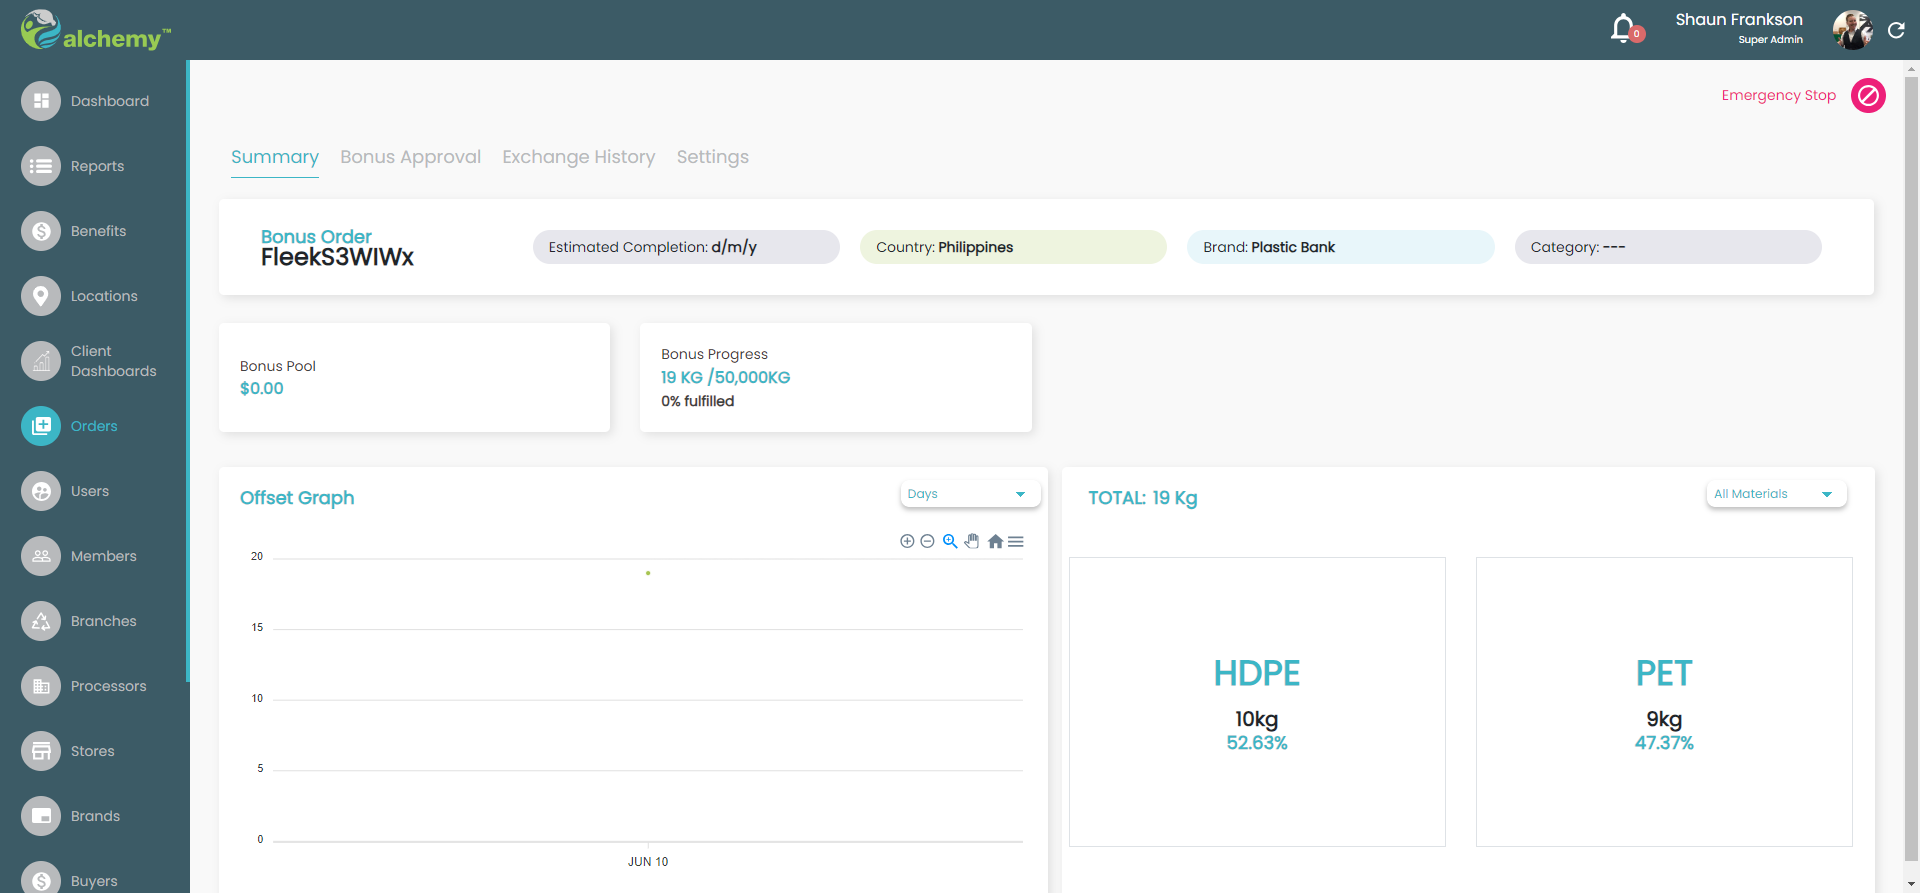 alchemy™
0
Shaun Frankson
Super Admin
Dashboard
Reports
Benefits
Locations
Client
Dashboards
Orders
Users
Members
Branches
Processors
Stores
Brands
Buyers
Emergency Stop
Summary
Bonus Approval
Exchange History
Settings
Bonus Order
FleekS3WIWx
Estimated Completion: d/m/y
Country: Philippines
Brand: Plastic Bank
Category: ---
Bonus Pool
$0.00
Bonus Progress
19 KG /50,000KG
0% fulfilled
Offset Graph
Days
20
15
10
5
0
JUN 10
TOTAL: 19 Kg
All Materials
HDPE
10kg
52.63%
PET
9kg
47.37%